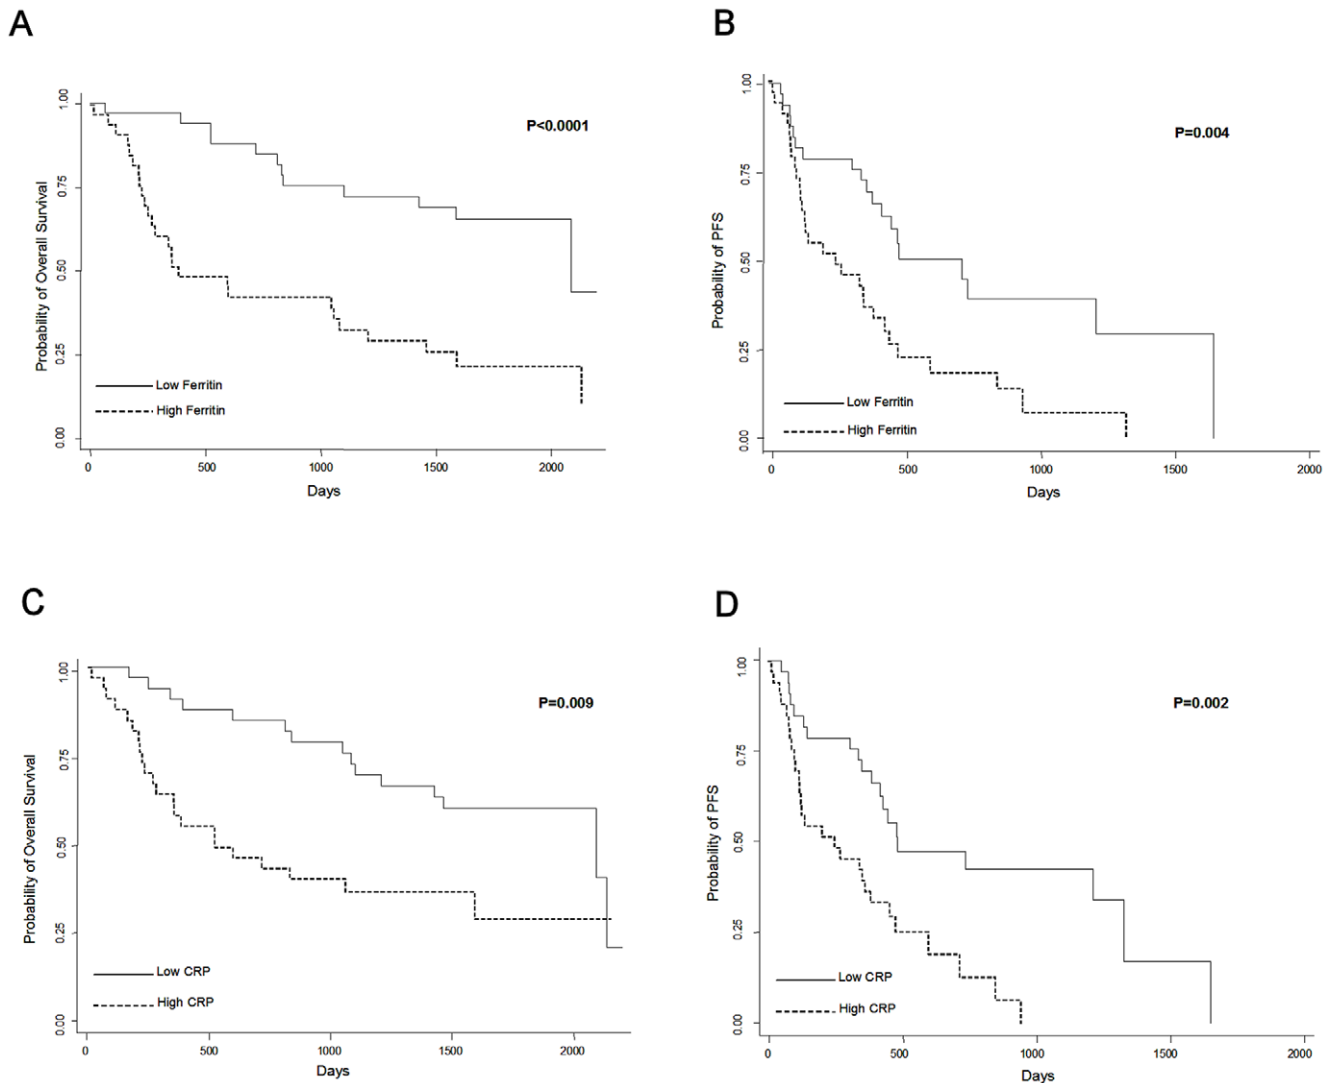 A
Probability of Overall Survival
1.00
0.75
0.50
0.25
0.00
P<0.0001
Low Ferritin
High Ferritin
0 500 1000 1500 2000
Days
B
Probability of PFS
1.00
0.75
0.50
0.25
0.00
P=0.004
Low Ferritin
High Ferritin
0 500 1000 1500 2000
Days
C
Probability of Overall Survival
1.00
0.75
0.50
0.25
0.00
P=0.009
Low CRP
High CRP
0 500 1000 1500 2000
Days
D
Probability of PFS
1.00
0.75
0.50
0.25
0.00
P=0.002
Low CRP
High CRP
0 500 1000 1500 2000
Days